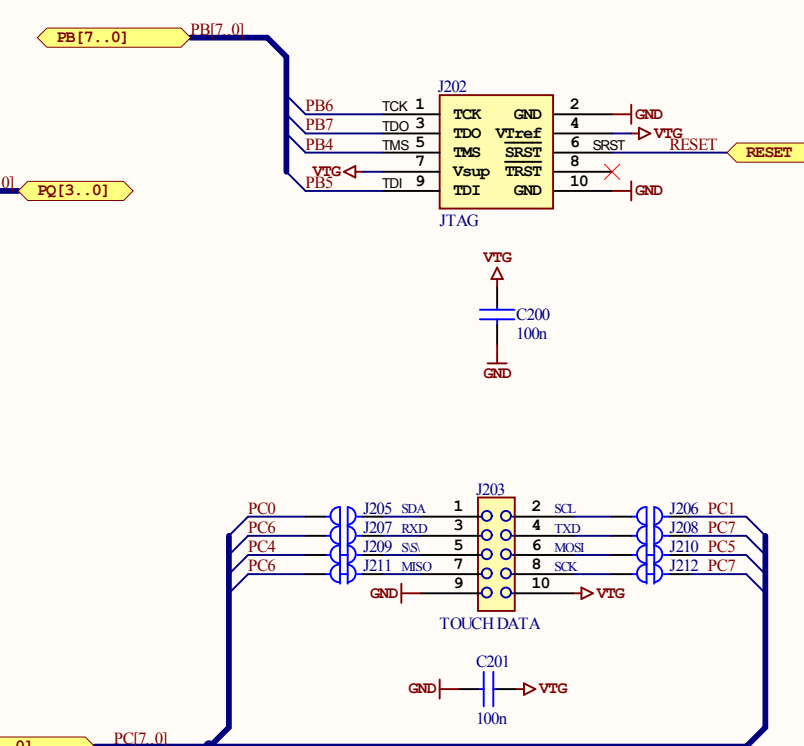 PB[7..0] PB[7..0]
J202
PB6 TCK 1 TCK GND 2 GND
PB7 TDO 3 TDO VTref 4 VTG
PB4 TMS 5 TMS SRST 6 SRST RESET RESET
VTG 7 Vsup TRST 8
PB5 TDI 9 TDI GND 10 GND
0] PQ[3..0]
JTAG
VTG
C200
100n
GND
J203
PC0 J205 SDA 1 2 SCL J206 PC1
PC6 J207 RXD 3 4 TXD J208 PC7
PC4 J209 S\S\ 5 6 MOSI J210 PC5
PC6 J211 MISO 7 8 SCK J212 PC7
GND 9 10 VTG
TOUCH DATA
C201
GND VTG
100n
0] PC[7..0]